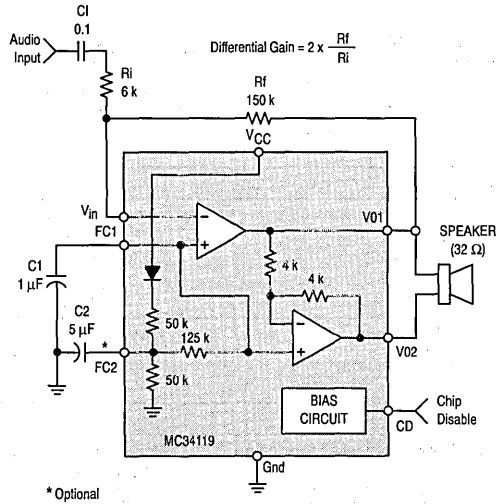 CI
0.1
Audio
Input
Differential Gain = 2 x Rf
Ri
Ri
6 k
Rf
150 k
VCC
Vin
V01
FC1
SPEAKER
(32 Ω)
C1
1 µF
4 k
4 k
C2
5 µF
*
50 k
125 k
FC2
50 k
V02
BIAS
CIRCUIT
Chip
Disable
CD
MC34119
Gnd
* Optional